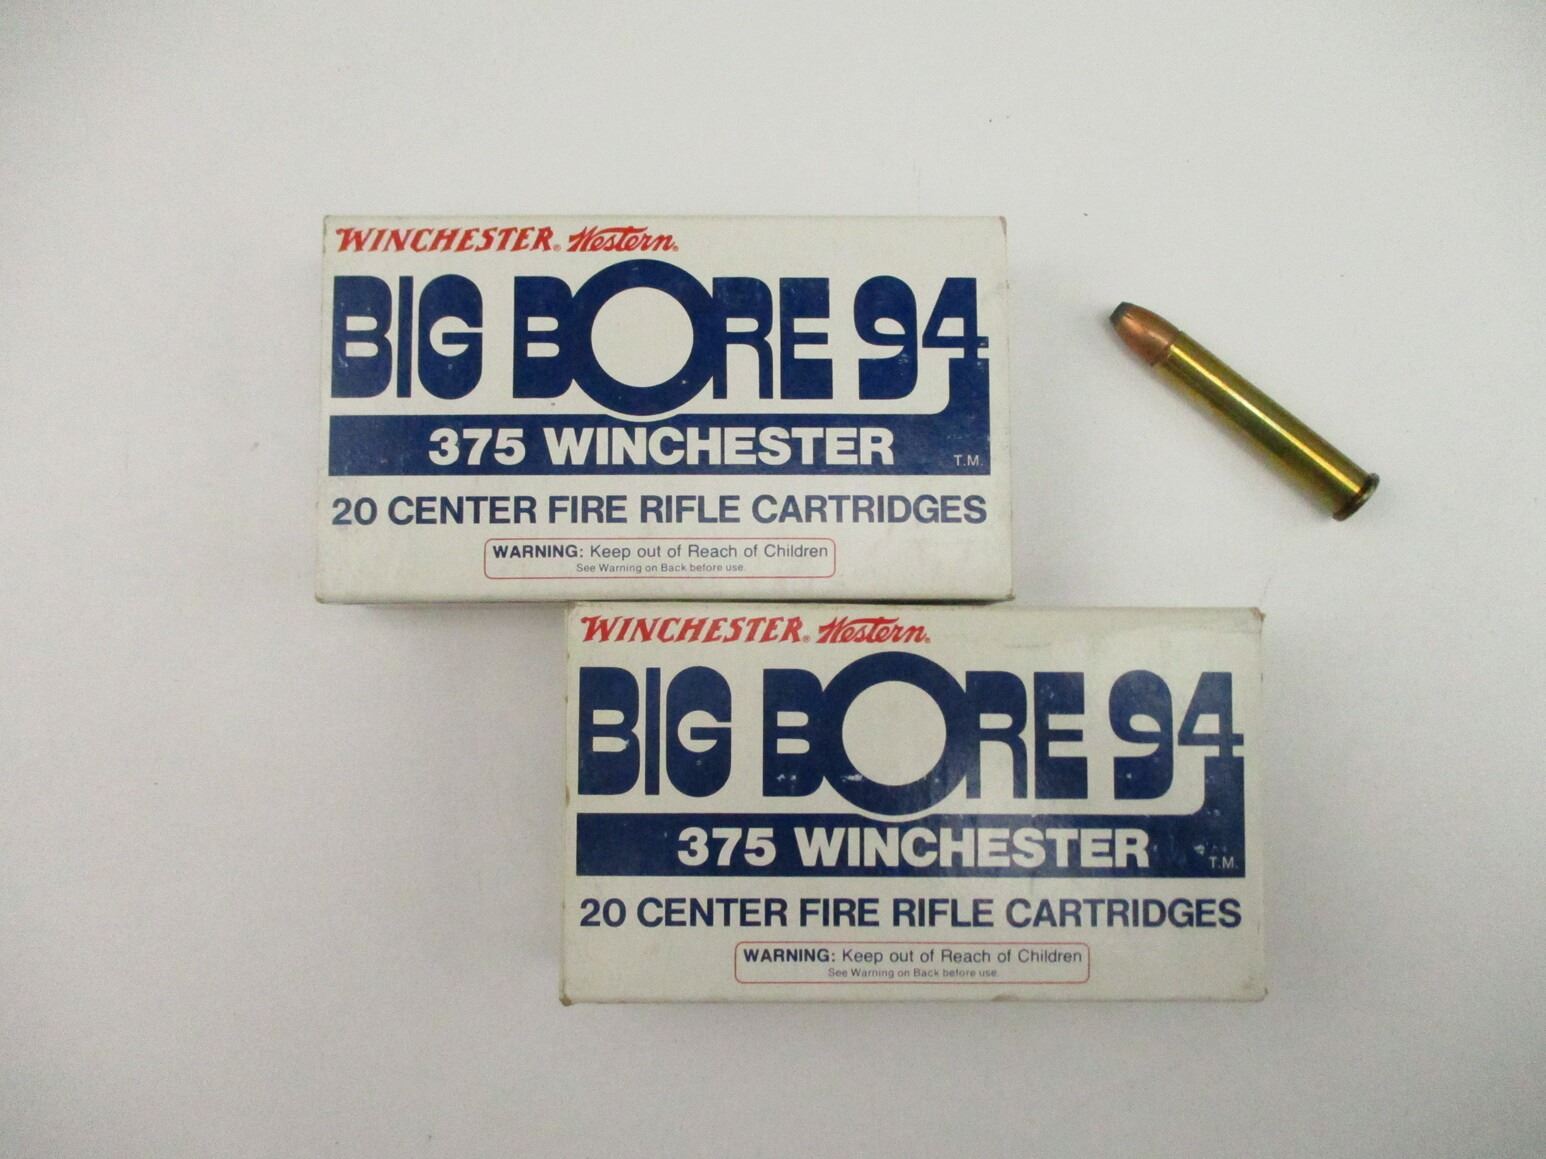 WINCHESTER® Western®
BIG BORE 94
375 WINCHESTER
T.M.
20 CENTER FIRE RIFLE CARTRIDGES
WARNING: Keep out of Reach of Children
See Warning on Back before use.
WINCHESTER® Western®
BIG BORE 94
375 WINCHESTER
T.M.
20 CENTER FIRE RIFLE CARTRIDGES
WARNING: Keep out of Reach of Children
See Warning on Back before use.